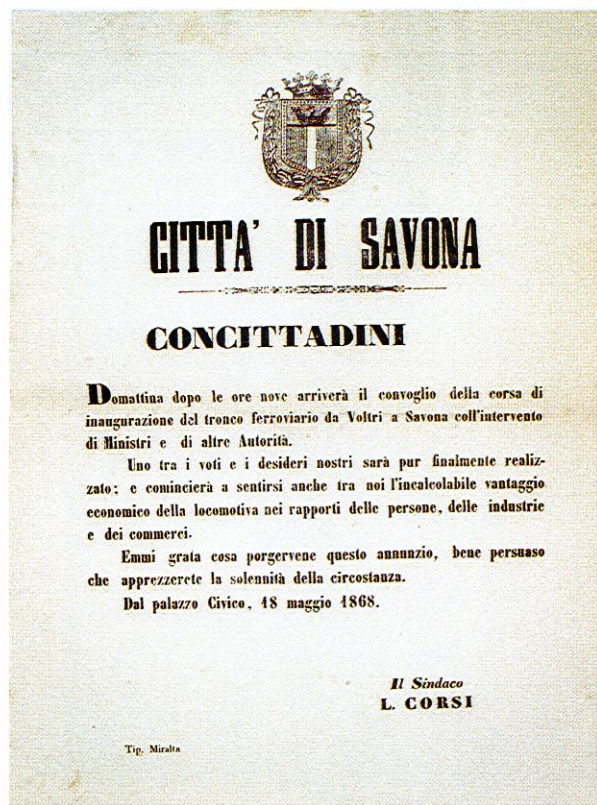 CITTA' DI SAVONA
CONCITTADINI
Domattina dopo le ore nove arriverà il convoglio della corsa di
inaugurazione del tronco ferroviario da Voltri a Savona coll'intervento
di Ministri e di altre Autorità.
Uno tra i voti e i desideri nostri sarà pur finalmente realiz-
zato; e comincierà a sentirsi anche tra noi l'incalcolabile vantaggio
economico della locomotiva nei rapporti delle persone, delle industrie
e dei commerci.
Emmi grata cosa porgervene questo annunzio, bene persuaso
che apprezzerete la solennità della circostanza.
Dal palazzo Civico, 18 maggio 1868.
Il Sindaco
L. CORSI
Tip. Miralta